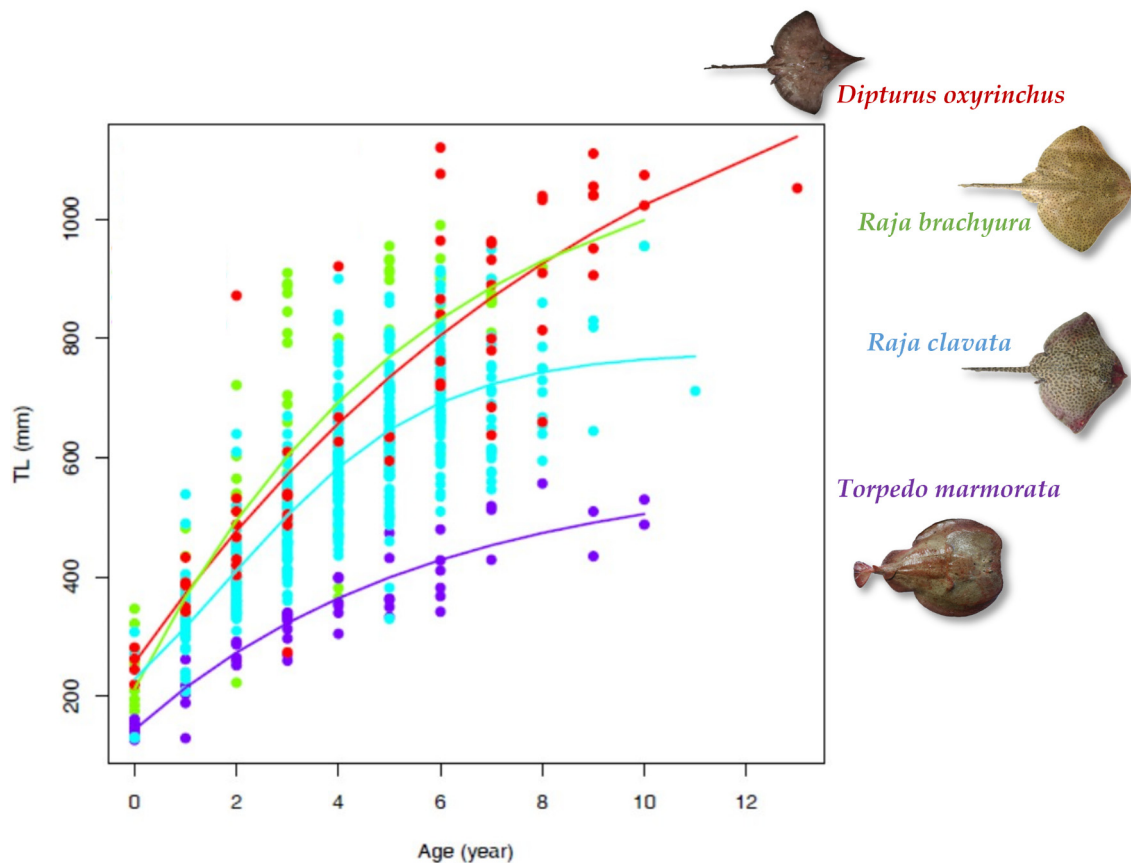 Dipturus oxyrinchus
Raja brachyura
Raja clavata
Torpedo marmorata
TL (mm)
1000
800
600
400
200
0 2 4 6 8 10 12
Age (year)